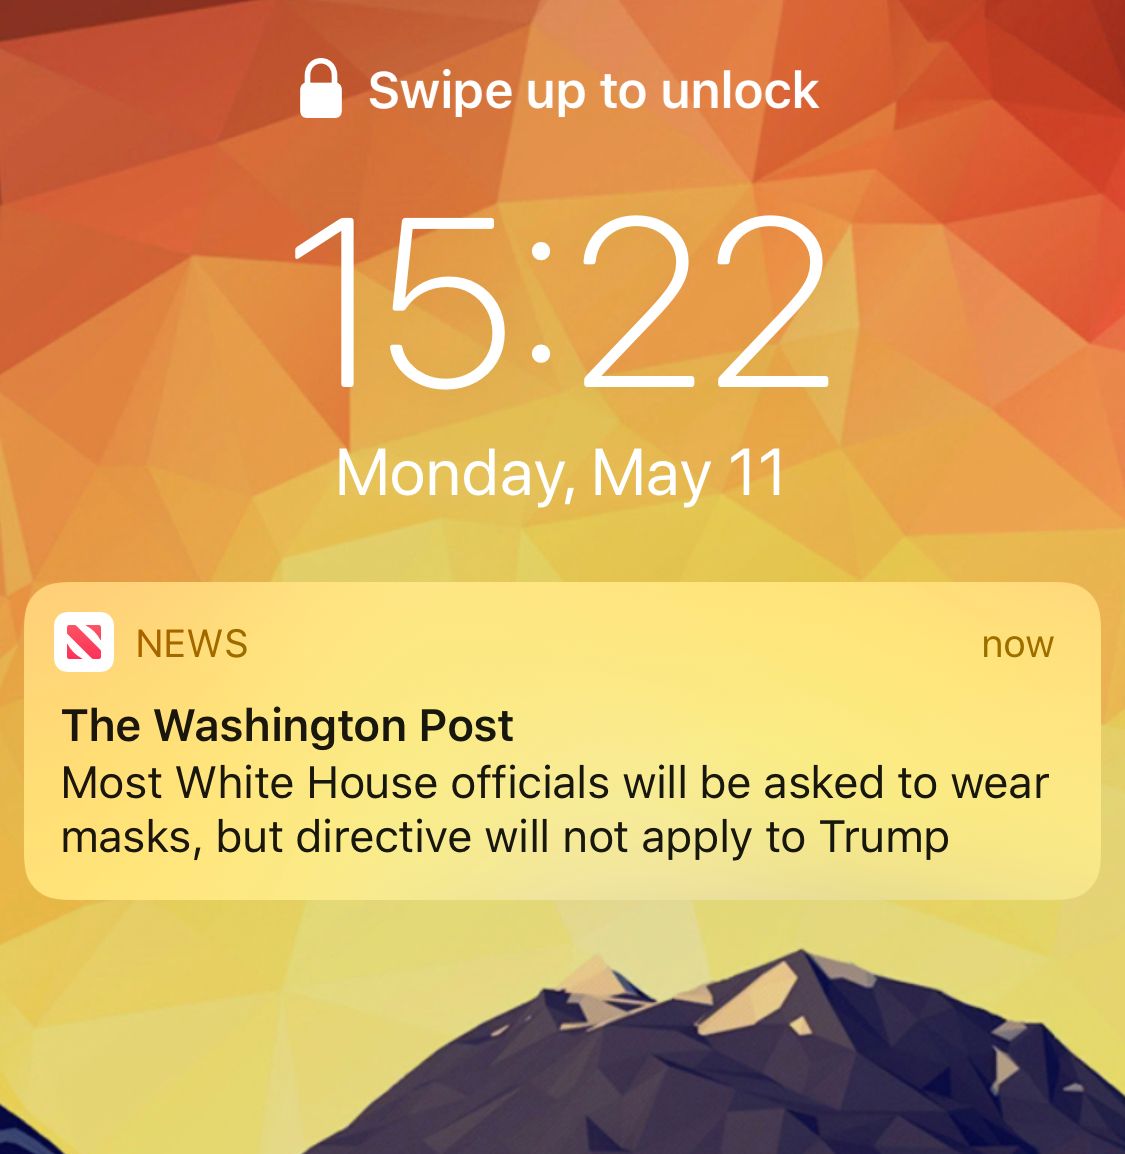 Swipe up to unlock
15:22
Monday, May 11
NEWS now
The Washington Post
Most White House officials will be asked to wear
masks, but directive will not apply to Trump